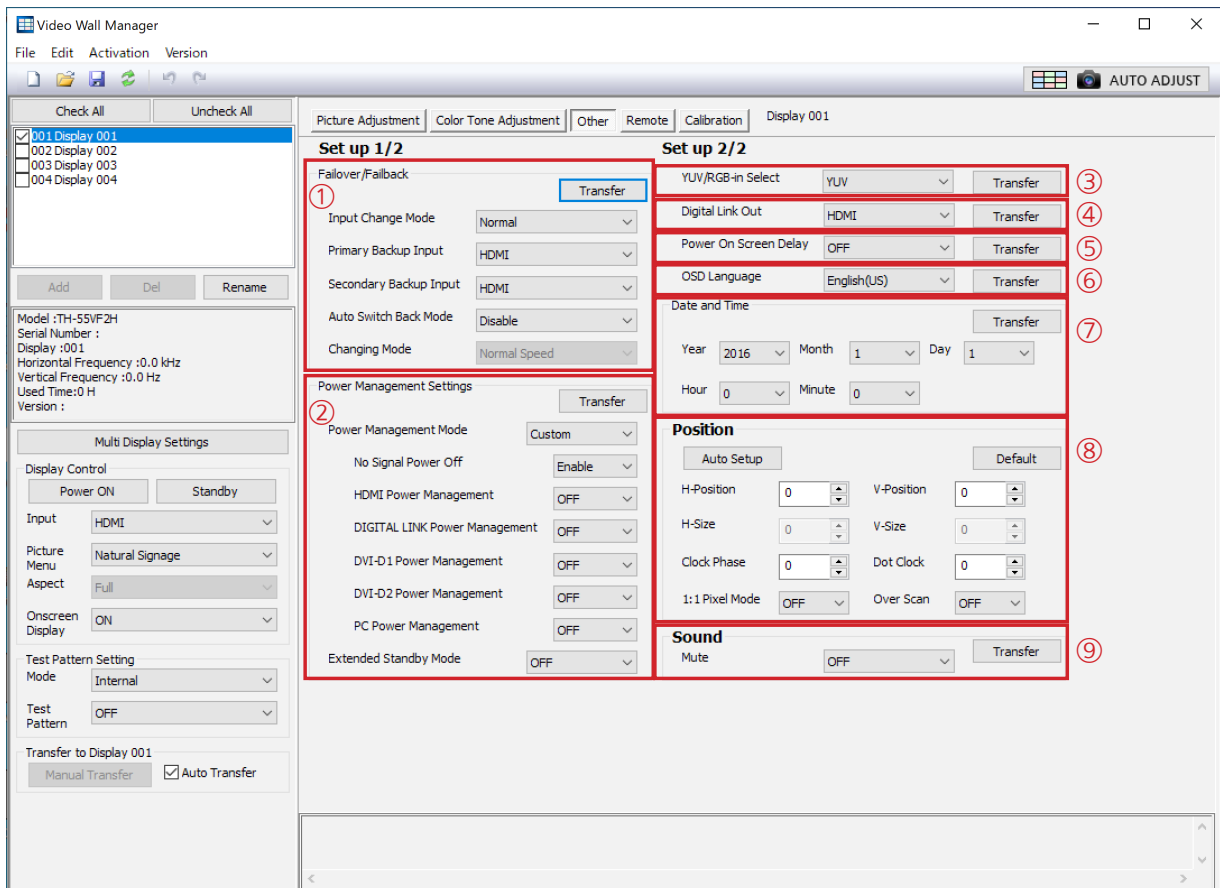 Video Wall Manager
File Edit Activation Version
AUTO ADJUST
Check All Uncheck All
001 Display 001
002 Display 002
003 Display 003
004 Display 004
Add Del Rename
Model :TH-55VF2H
Serial Number :
Display :001
Horizontal Frequency :0.0 kHz
Vertical Frequency :0.0 Hz
Used Time:0 H
Version :
Multi Display Settings
Display Control
Power ON Standby
Input HDMI
Picture Menu Natural Signage
Aspect Full
Onscreen Display ON
Test Pattern Setting
Mode Internal
Test Pattern OFF
Transfer to Display 001
Manual Transfer Auto Transfer
Picture Adjustment Color Tone Adjustment Other Remote Calibration Display 001
Set up 1/2
Failover/Failback
① Transfer
Input Change Mode Normal
Primary Backup Input HDMI
Secondary Backup Input HDMI
Auto Switch Back Mode Disable
Changing Mode Normal Speed
Power Management Settings
② Transfer
Power Management Mode Custom
No Signal Power Off Enable
HDMI Power Management OFF
DIGITAL LINK Power Management OFF
DVI-D1 Power Management OFF
DVI-D2 Power Management OFF
PC Power Management OFF
Extended Standby Mode OFF
Set up 2/2
YUV/RGB-in Select YUV Transfer ③
Digital Link Out HDMI Transfer ④
Power On Screen Delay OFF Transfer ⑤
OSD Language English(US) Transfer ⑥
Date and Time
Transfer ⑦
Year 2016 Month 1 Day 1
Hour 0 Minute 0
Position
Auto Setup Default ⑧
H-Position 0 V-Position 0
H-Size 0 V-Size 0
Clock Phase 0 Dot Clock 0
1:1 Pixel Mode OFF Over Scan OFF
Sound
Mute OFF Transfer ⑨